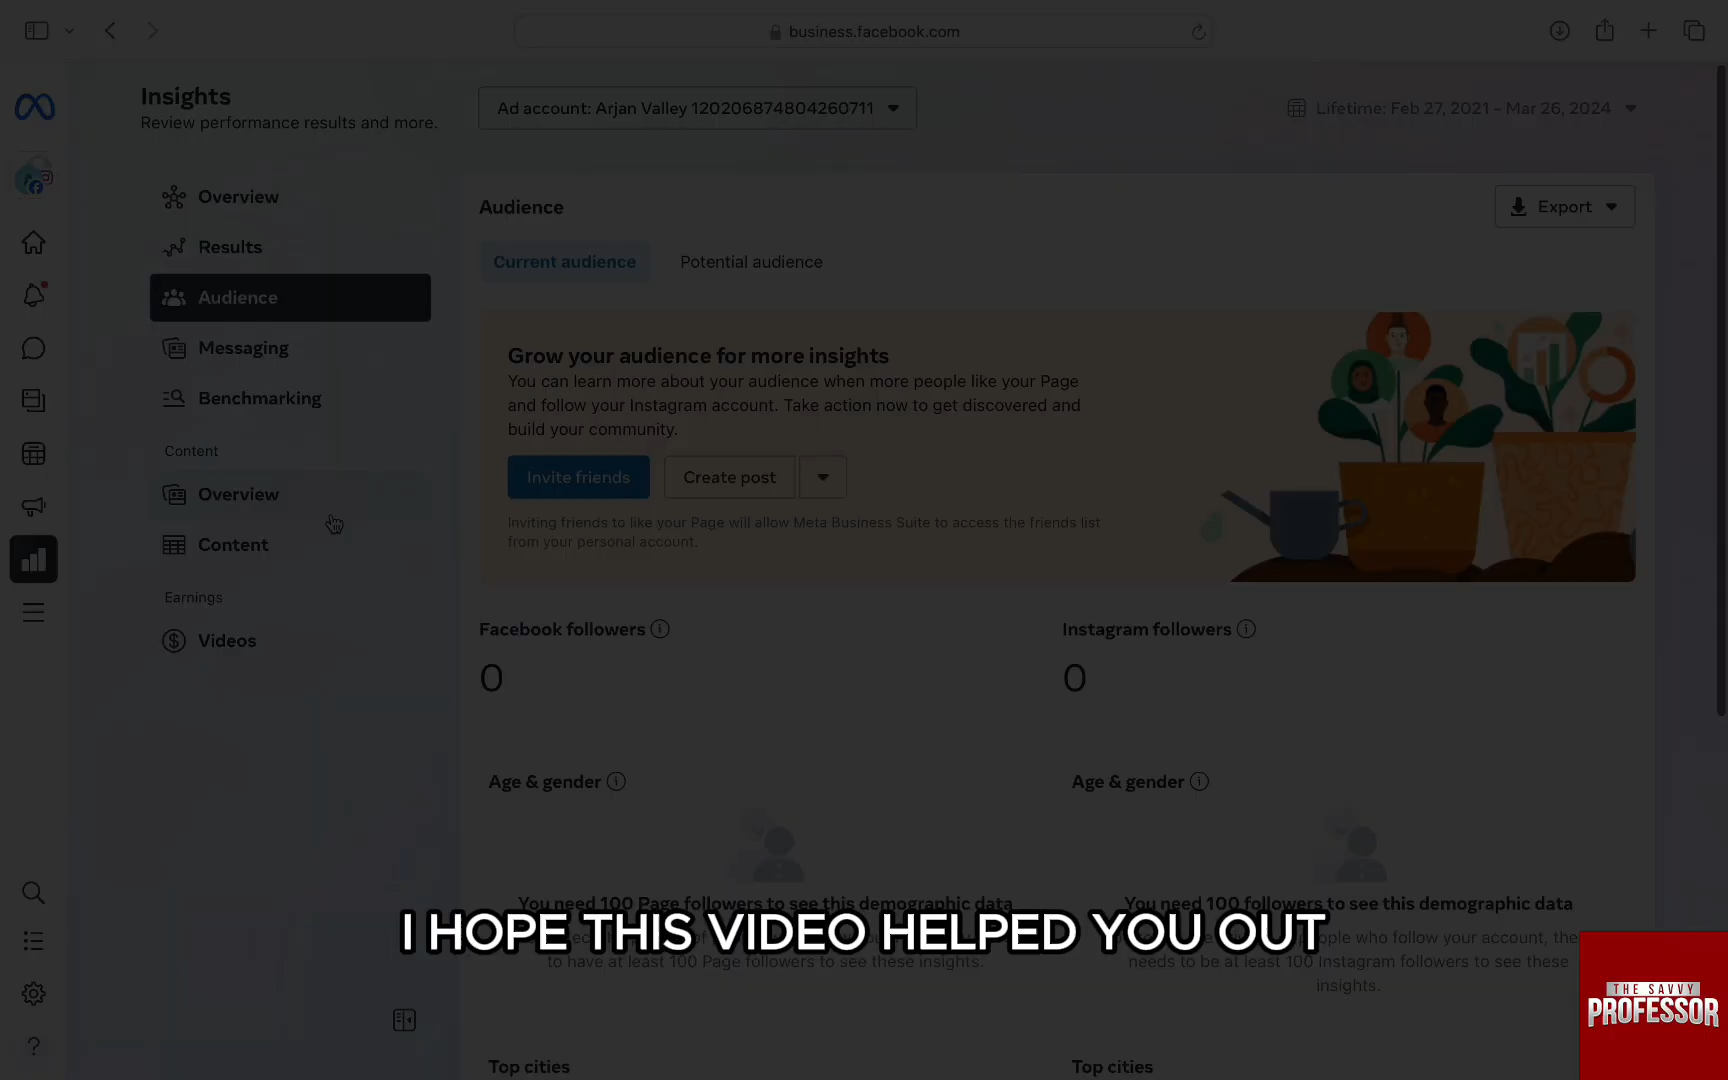 business.facebook.com
Insights
Review performance results and more.
Ad account: Arjan Valley 120206874804260711
Lifetime: Feb 27, 2021 – Mar 26, 2024
Overview
Results
Audience
Messaging
Benchmarking
Content
Overview
Content
Earnings
Videos
Audience
Export
Current audience
Potential audience
Grow your audience for more insights
You can learn more about your audience when more people like your Page
and follow your Instagram account. Take action now to get discovered and
build your community.
Invite friends
Create post
Inviting friends to like your Page will allow Meta Business Suite to access the friends list
from your personal account.
Facebook followers
0
Instagram followers
0
Age & gender
Age & gender
You need 100 Page followers to see this demographic data
You need 100 followers to see this demographic data
I HOPE THIS VIDEO HELPED YOU OUT
people who follow your account, the
to have at least 100 Page followers to see these insights.
needs to be at least 100 Instagram followers to see these
insights.
Top cities
Top cities
THE SAVVY
PROFESSOR